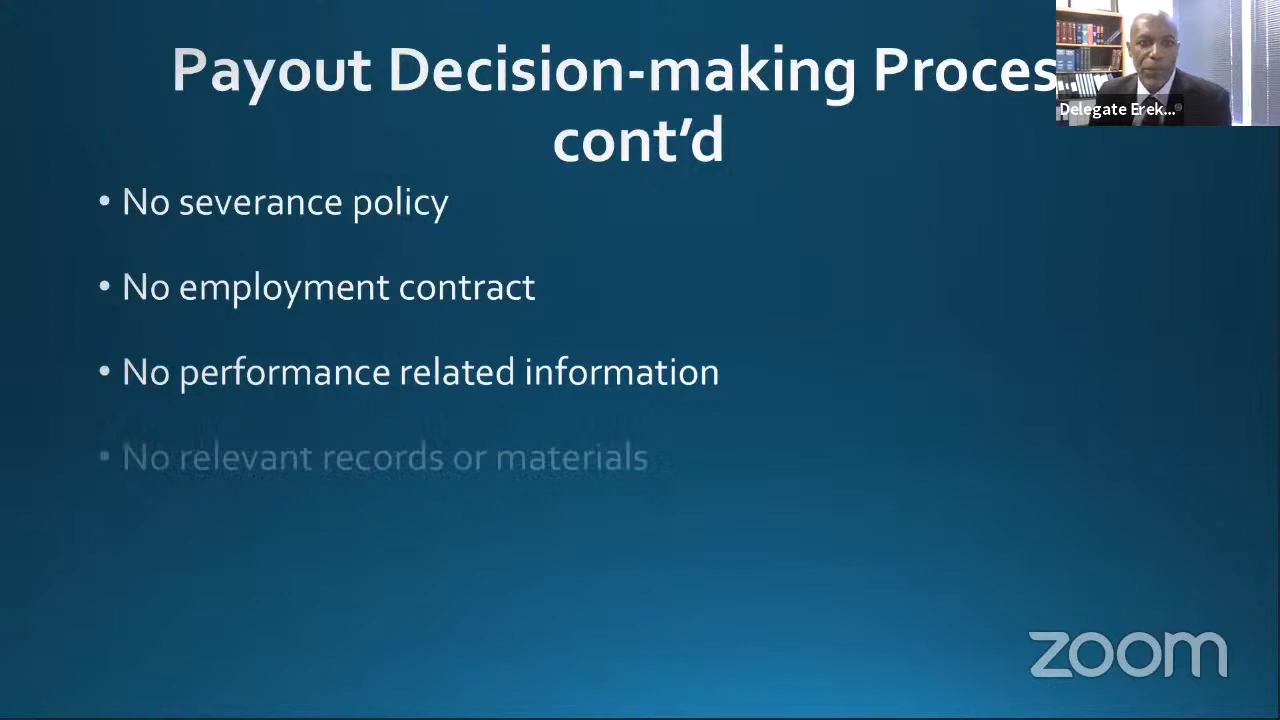 Payout Decision-making Proces
cont'd
• No severance policy
• No employment contract
• No performance related information
• No relevant records or materials
Delegate Erek...
zoom